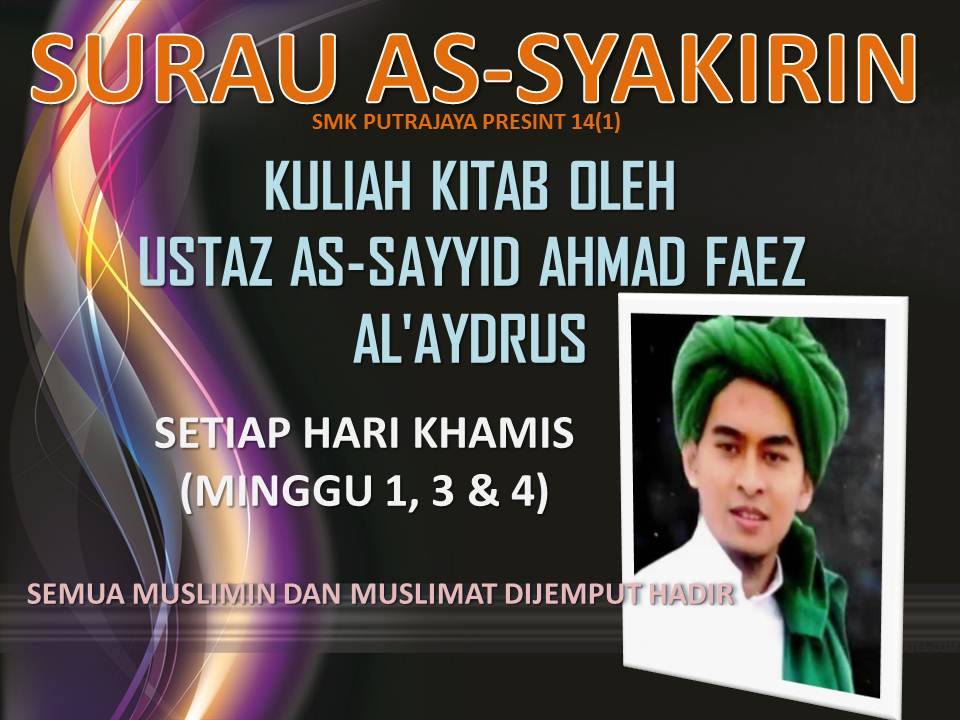 SURAU AS-SYAKIRIN
SMK PUTRAJAYA PRESINT 14(1)
KULIAH KITAB OLEH
USTAZ AS-SAYYID AHMAD FAEZ
AL'AYDRUS
SETIAP HARI KHAMIS
(MINGGU 1, 3 & 4)
SEMUA MUSLIMIN DAN MUSLIMAT DIJEMPUT HADIR